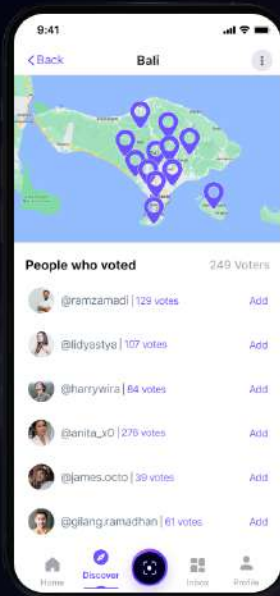 9:41
Back
Bali
People who voted
249 Voters
@ramzamadi | 129 votes
Add
@lidyastya | 107 votes
Add
@harrywira | 84 votes
Add
@anita_x0 | 276 votes
Add
@james.octo | 39 votes
Add
@gilang.ramadhan | 61 votes
Add
Home
Discover
Inbox
Profile